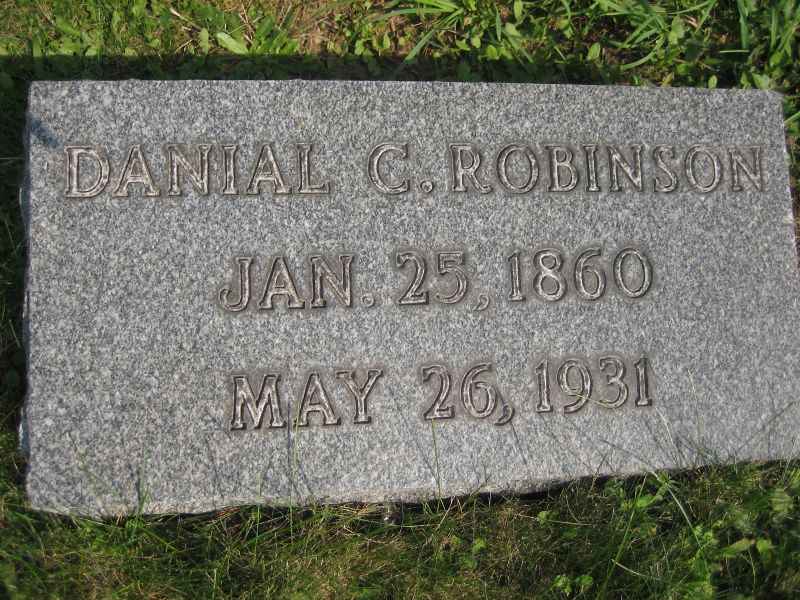 DANIAL C. ROBINSON
JAN. 25, 1860
MAY 26, 1931